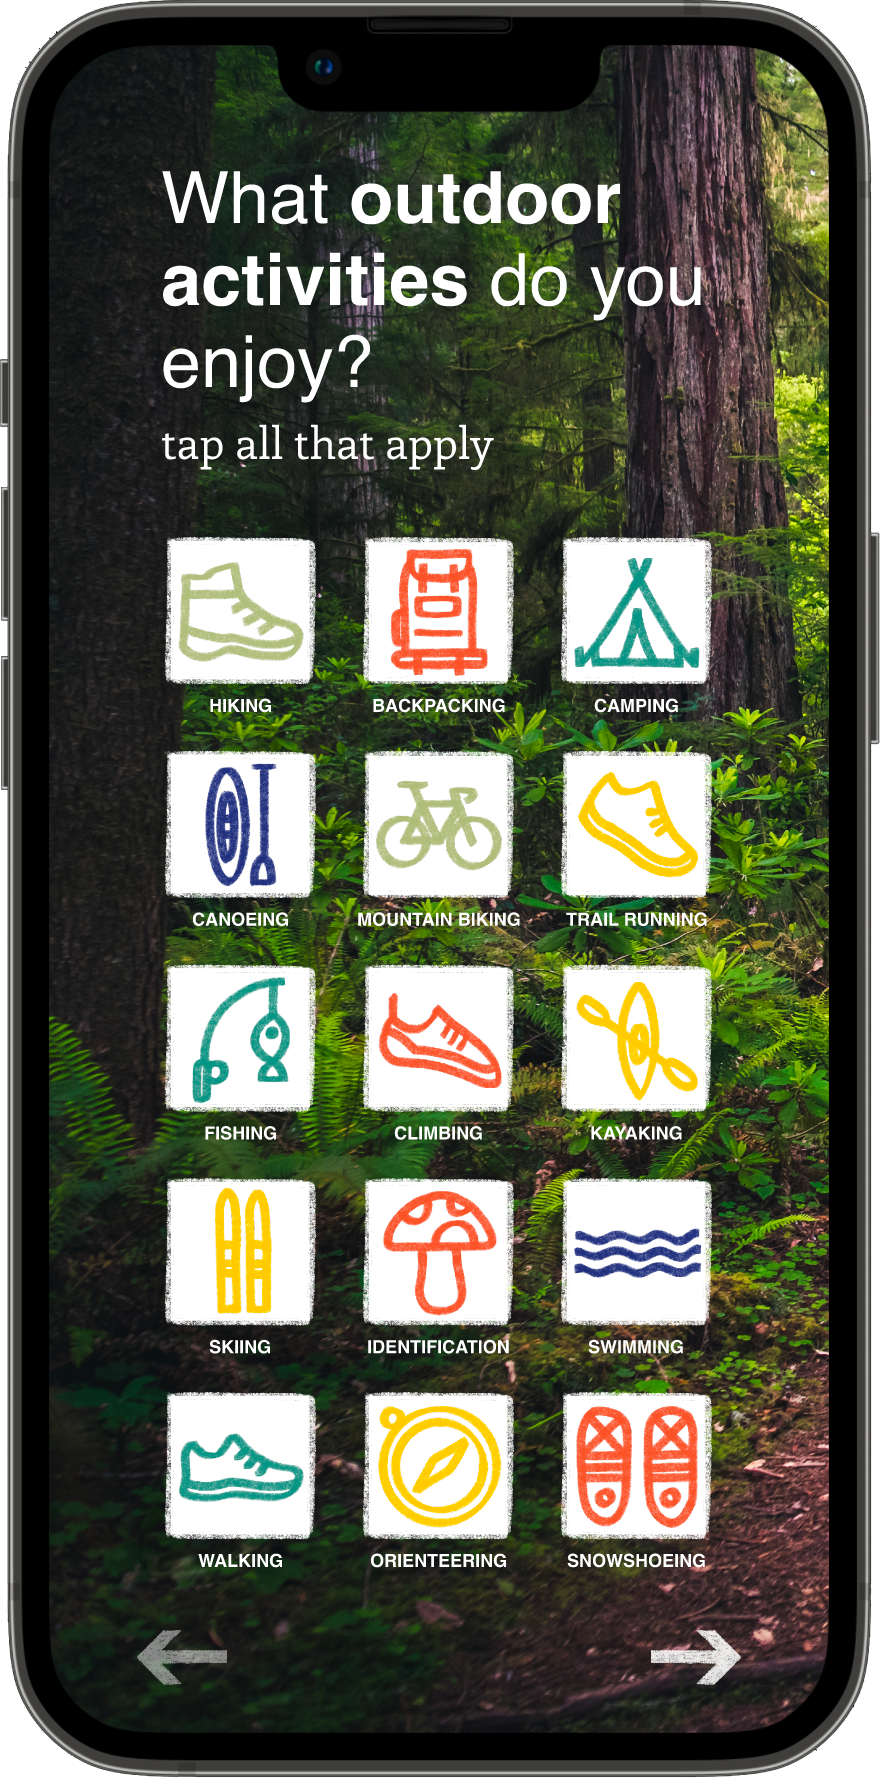 What outdoor
activities do you
enjoy?
tap all that apply
HIKING
BACKPACKING
CAMPING
CANOEING
MOUNTAIN BIKING
TRAIL RUNNING
FISHING
CLIMBING
KAYAKING
SKIING
IDENTIFICATION
SWIMMING
WALKING
ORIENTEERING
SNOWSHOEING